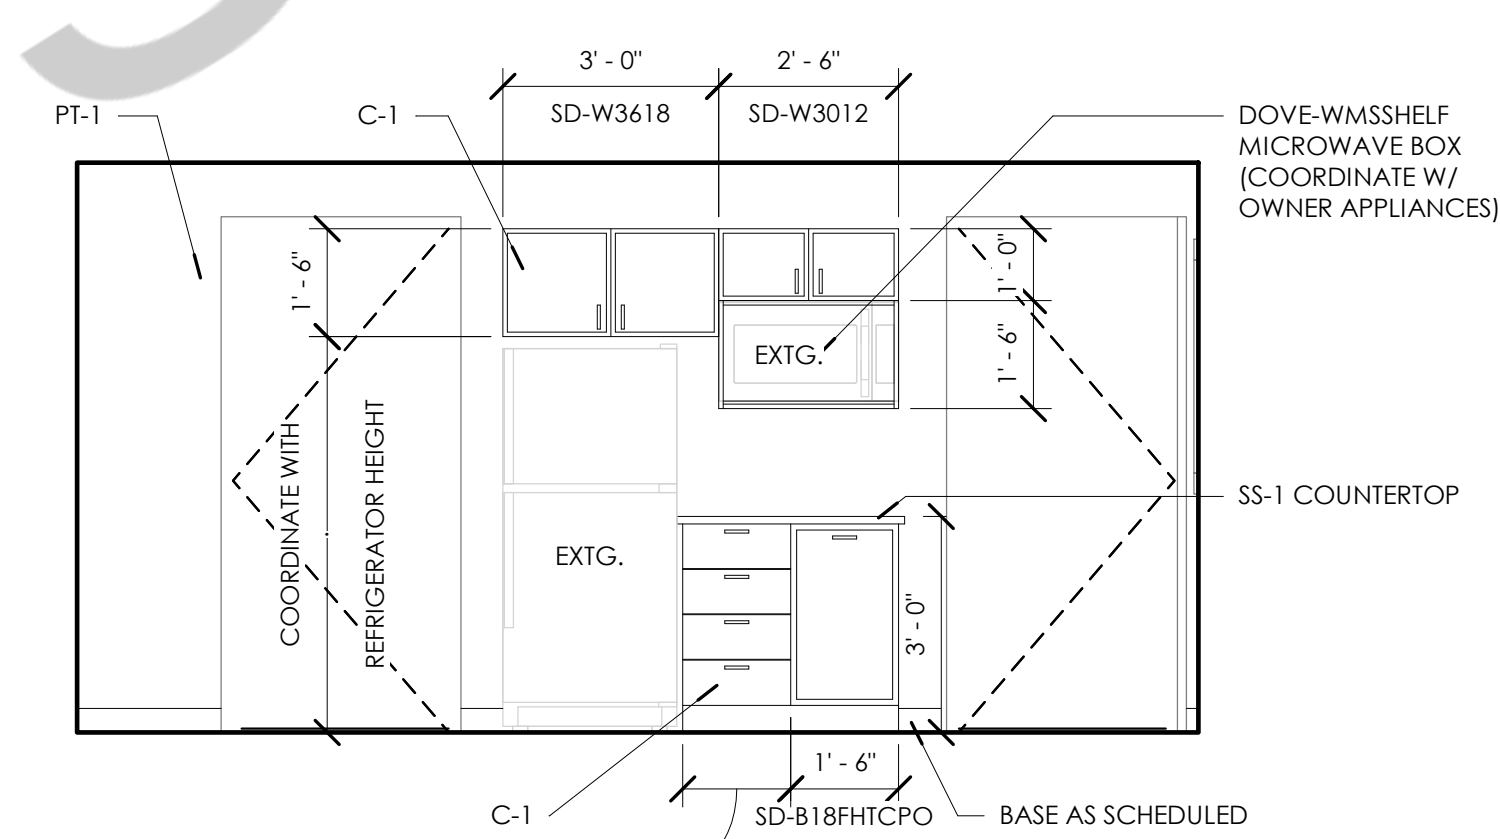 3' - 0"
2' - 6"
PT-1
C-1
SD-W3618
SD-W3012
DOVE-WMSSHELF
MICROWAVE BOX
(COORDINATE W/
OWNER APPLIANCES)
1' - 6"
1' - 0"
1' - 6"
EXTG.
COORDINATE WITH
REFRIGERATOR HEIGHT
SS-1 COUNTERTOP
EXTG.
3' - 0"
1' - 6"
C-1
SD-B18FHTCPO
BASE AS SCHEDULED